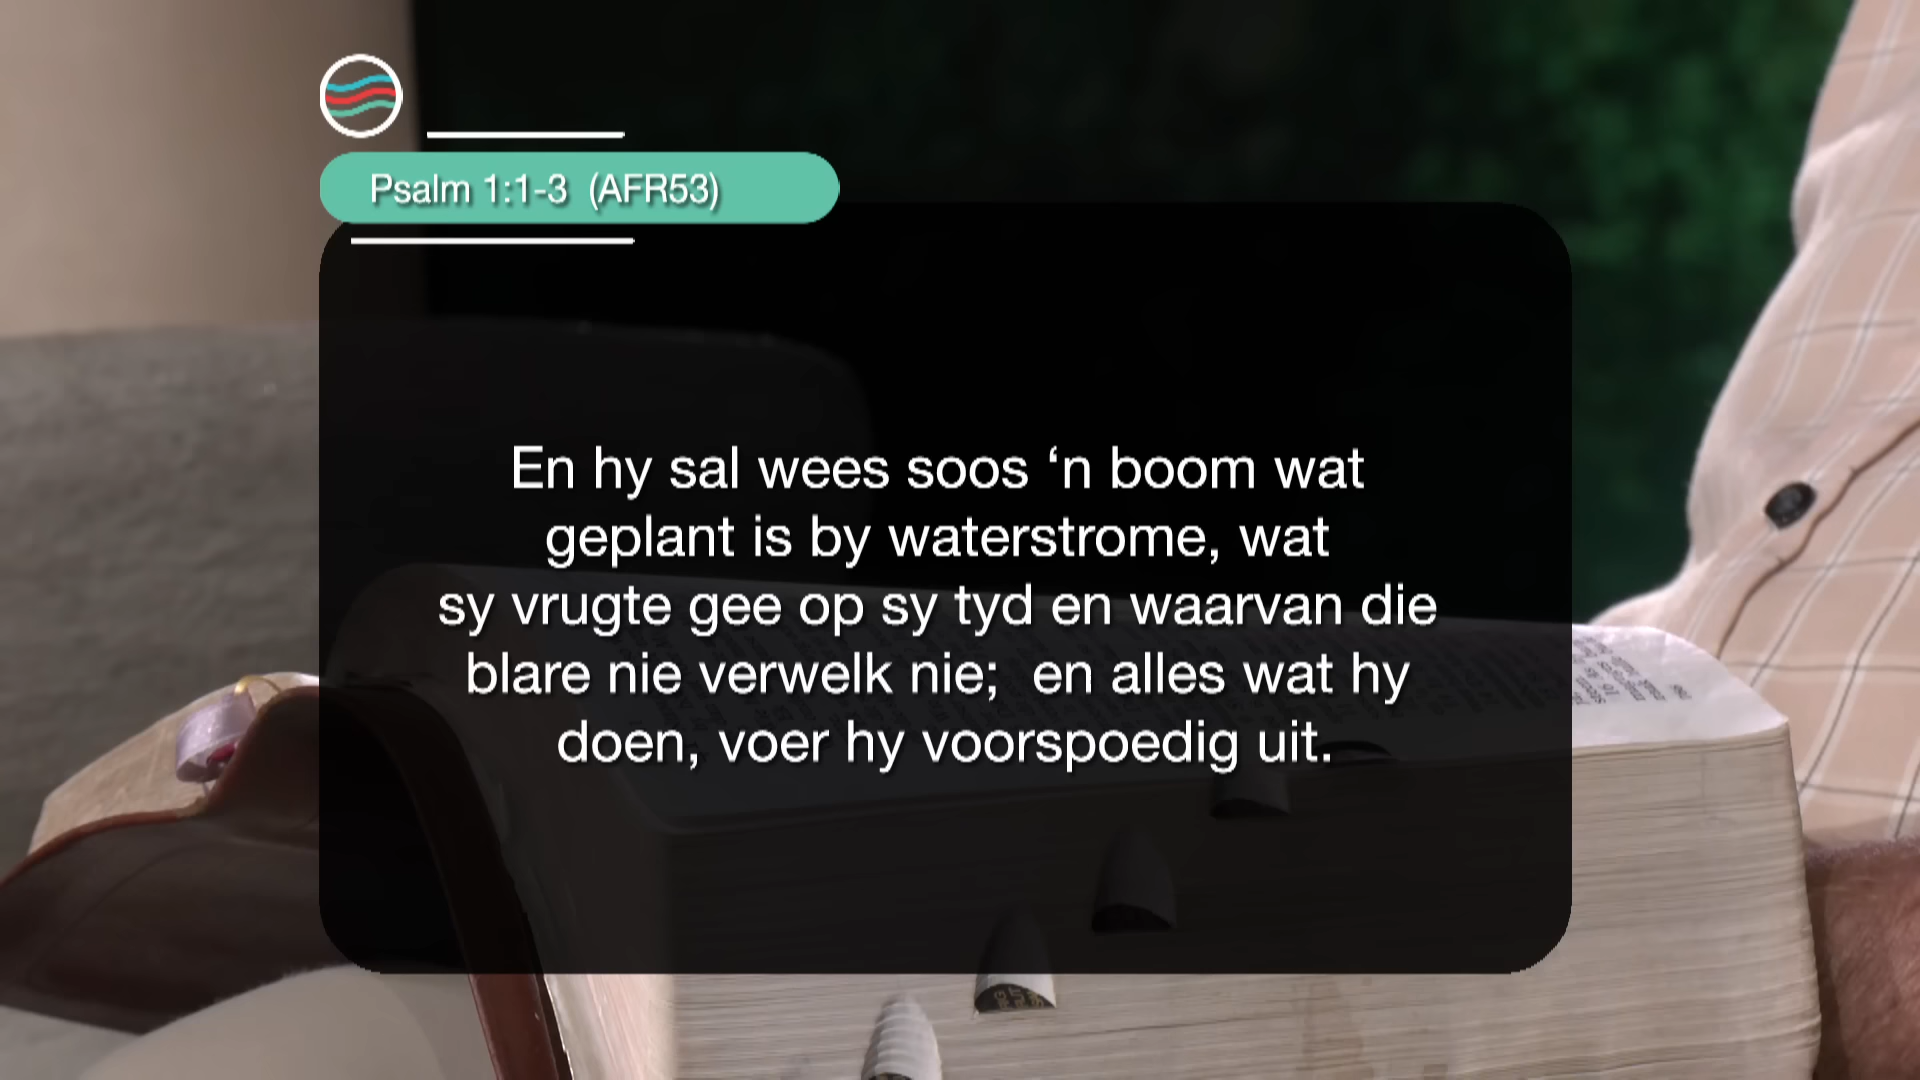 Psalm 1:1-3  (AFR53)
En hy sal wees soos ‘n boom wat
geplant is by waterstrome, wat
sy vrugte gee op sy tyd en waarvan die
blare nie verwelk nie;  en alles wat hy
doen, voer hy voorspoedig uit.